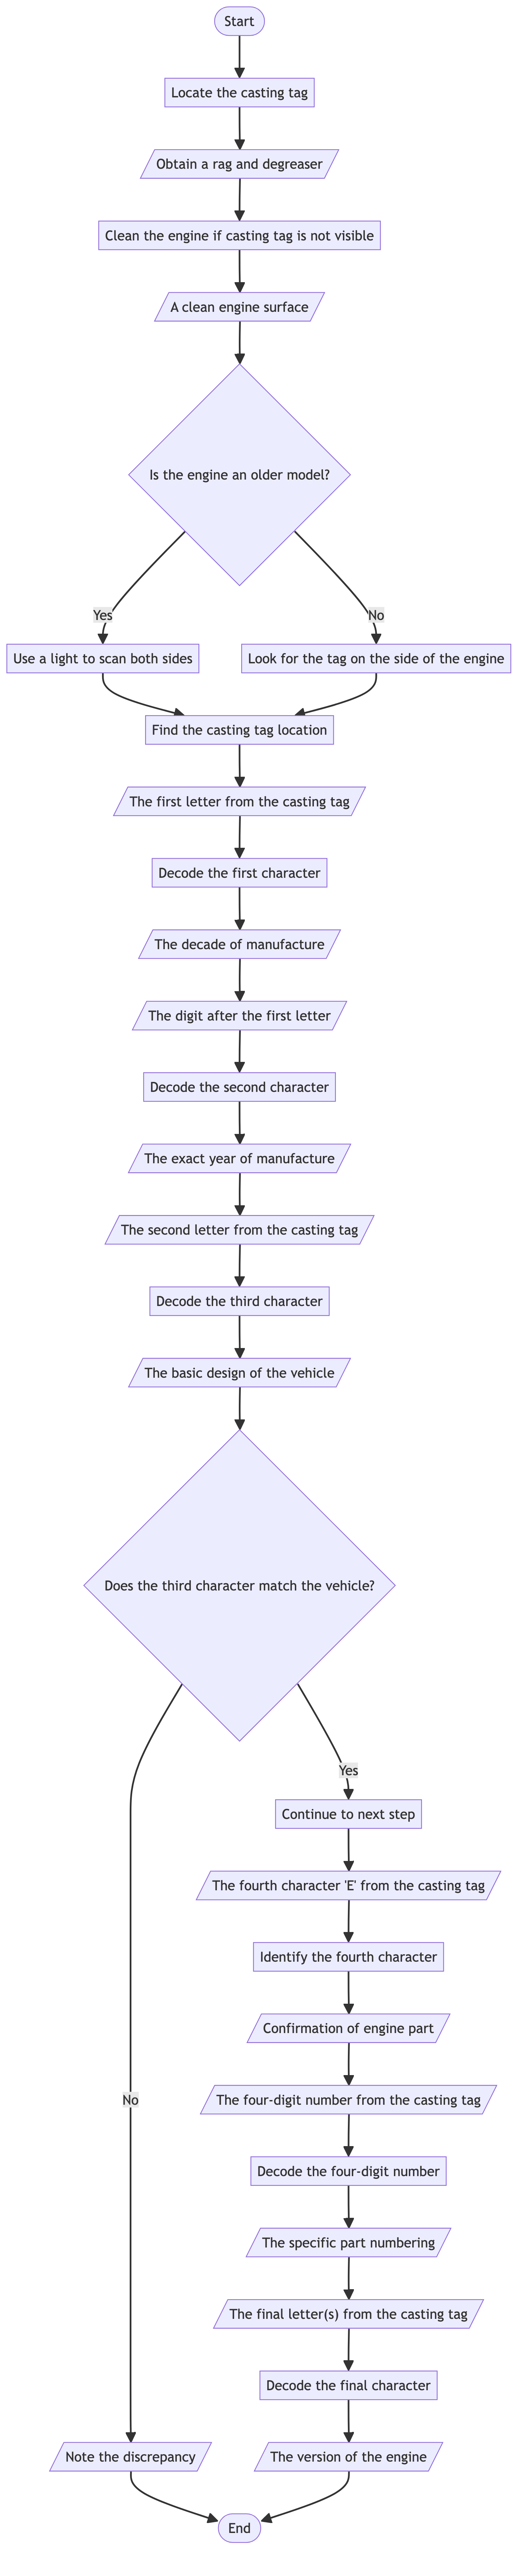 Start
Locate the casting tag
Obtain a rag and degreaser
Clean the engine if casting tag is not visible
A clean engine surface
Is the engine an older model?
Yes
No
Use a light to scan both sides
Look for the tag on the side of the engine
Find the casting tag location
The first letter from the casting tag
Decode the first character
The decade of manufacture
The digit after the first letter
Decode the second character
The exact year of manufacture
The second letter from the casting tag
Decode the third character
The basic design of the vehicle
Does the third character match the vehicle?
Yes
Continue to next step
The fourth character 'E' from the casting tag
Identify the fourth character
Confirmation of engine part
No
The four-digit number from the casting tag
Decode the four-digit number
The specific part numbering
The final letter(s) from the casting tag
Decode the final character
Note the discrepancy
The version of the engine
End